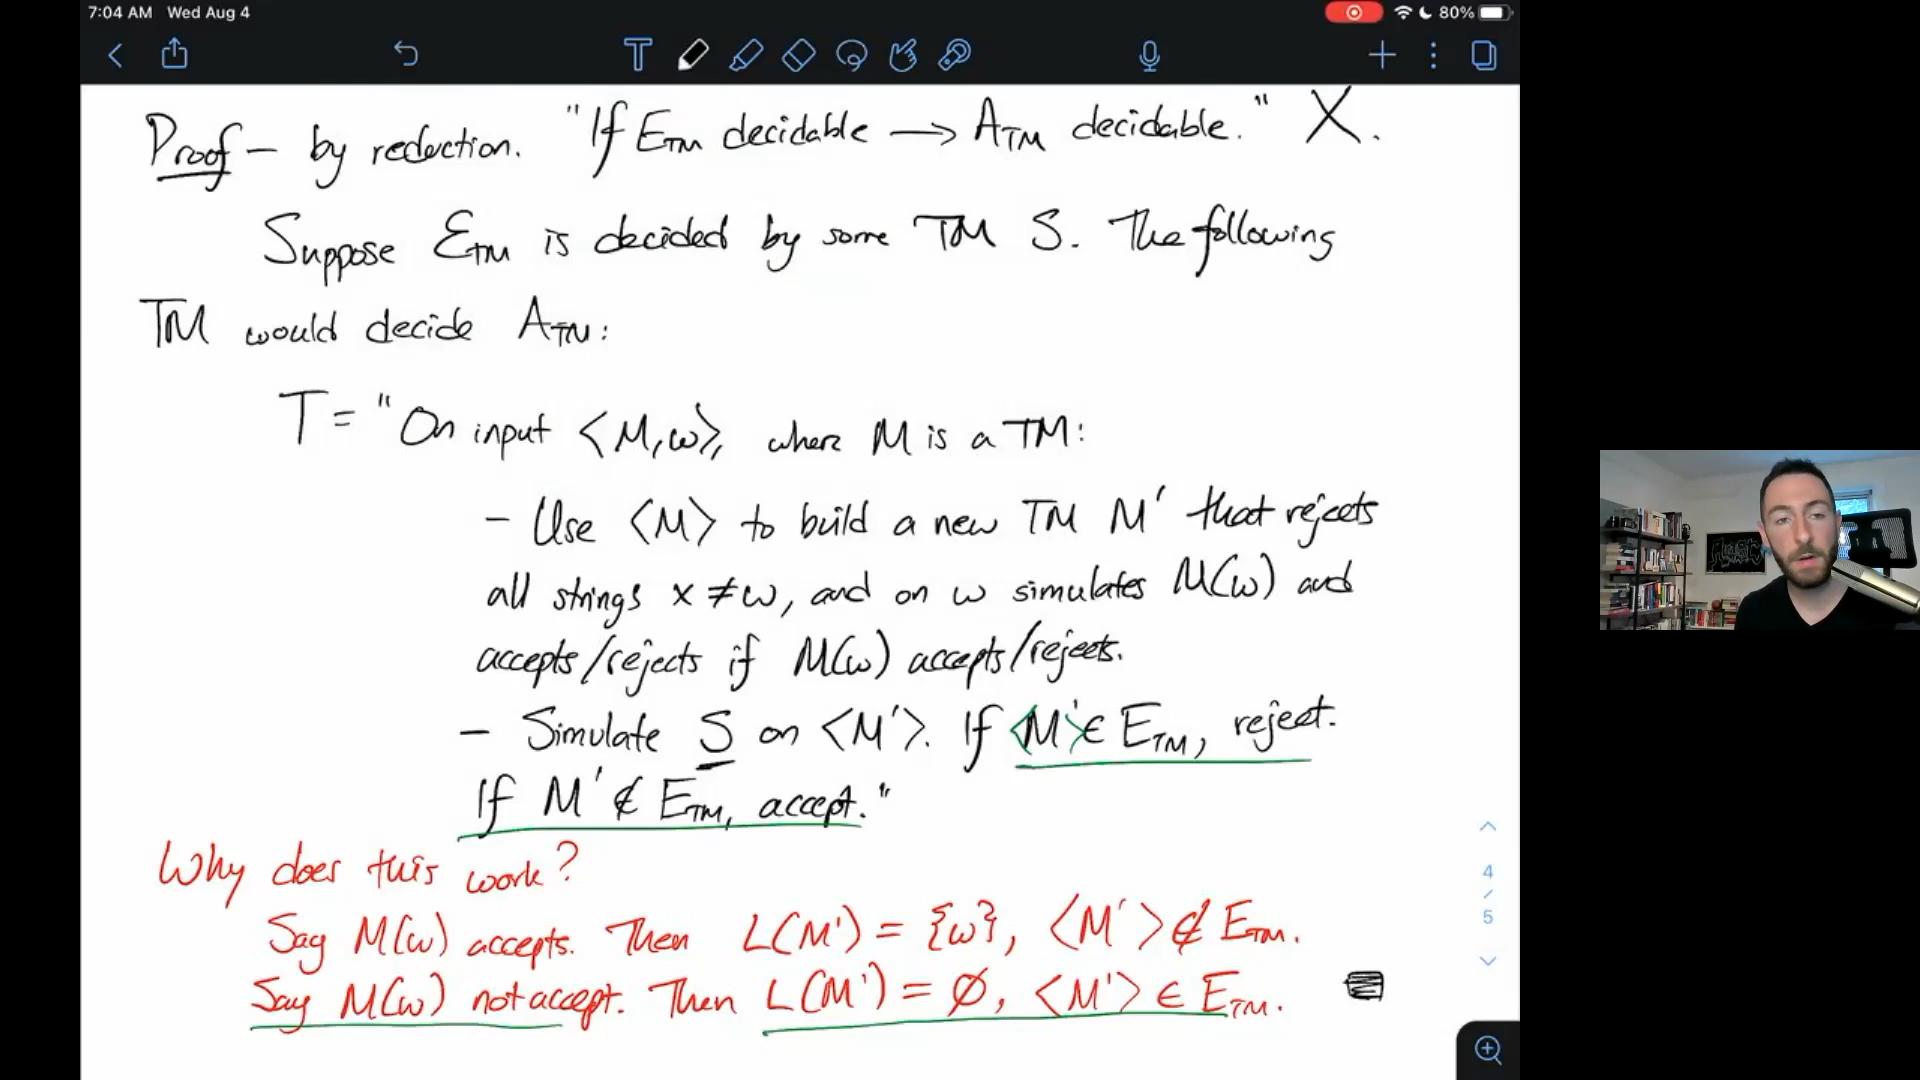 7:04 AM Wed Aug 4
80%
Proof – by reduction. "If E_TM decidable → A_TM decidable." X.
Suppose E_TM is decided by some TM S. The following
TM would decide A_TM:
T = "On input <M,w>, where M is a TM:
– Use <M> to build a new TM M' that rejects
all strings x ≠ w, and on w simulates M(w) and
accepts/rejects if M(w) accepts/rejects.
– Simulate S on <M'>. If <M'> ∈ E_TM, reject.
If M' ∉ E_TM, accept."
Why does this work?
Say M(w) accepts. Then L(M') = {w}, <M'> ∉ E_TM.
Say M(w) not accept. Then L(M') = ∅, <M'> ∈ E_TM.
4
/
5